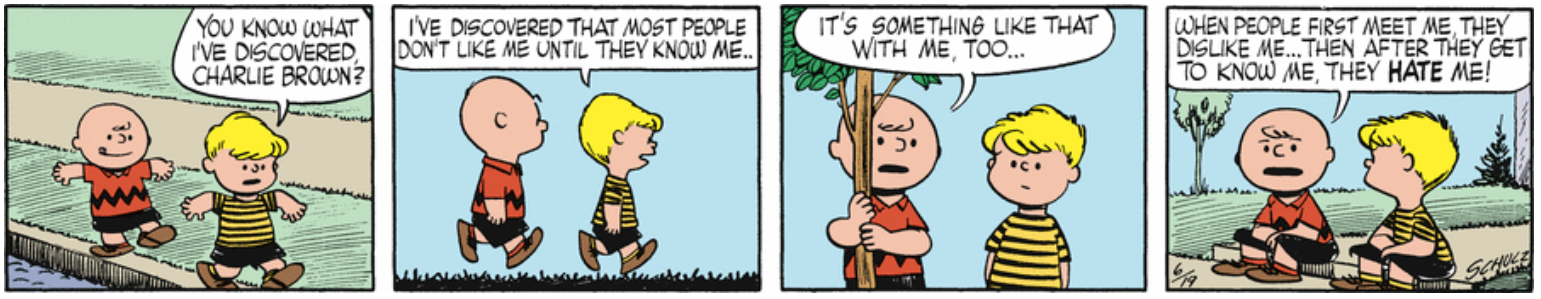 YOU KNOW WHAT
I'VE DISCOVERED,
CHARLIE BROWN?
I'VE DISCOVERED THAT MOST PEOPLE
DON'T LIKE ME UNTIL THEY KNOW ME..
IT'S SOMETHING LIKE THAT
WITH ME, TOO...
WHEN PEOPLE FIRST MEET ME, THEY
DISLIKE ME...THEN AFTER THEY GET
TO KNOW ME, THEY HATE ME!
6/19
SCHULZ